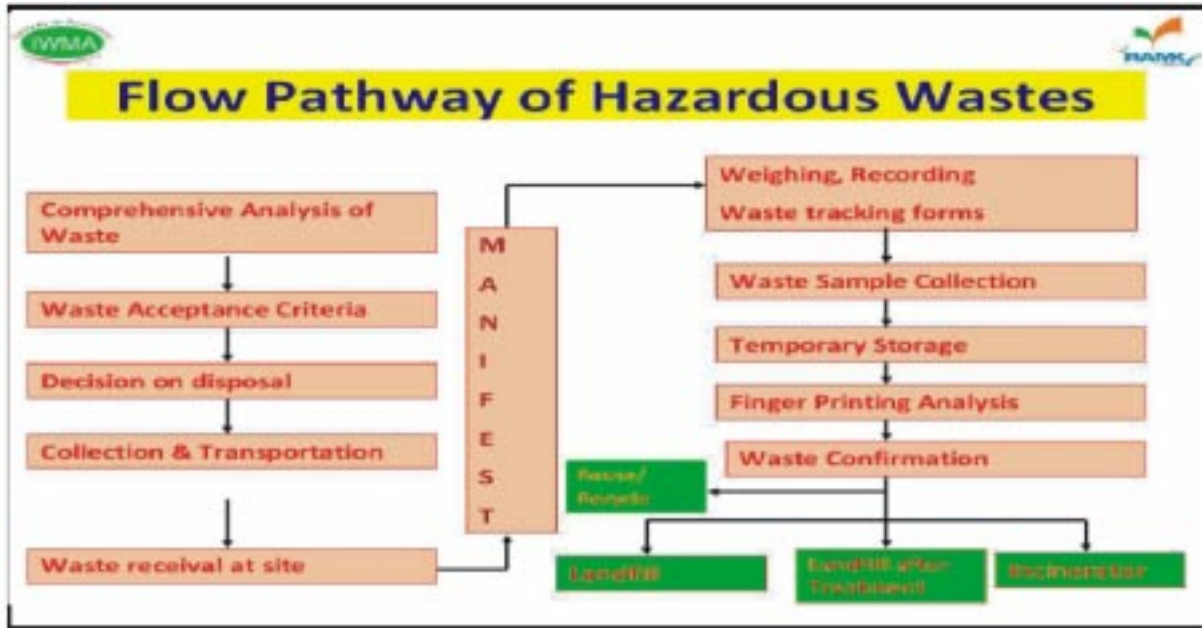 IWMA
RAMKY
Flow Pathway of Hazardous Wastes
Comprehensive Analysis of
Waste
Waste Acceptance Criteria
Decision on disposal
Collection & Transportation
Waste receival at site
MANIFEST
Weighing, Recording
Waste tracking forms
Waste Sample Collection
Temporary Storage
Finger Printing Analysis
Waste Confirmation
Reuse/
Recycle
Landfill
Landfill after
Treatment
Incineration